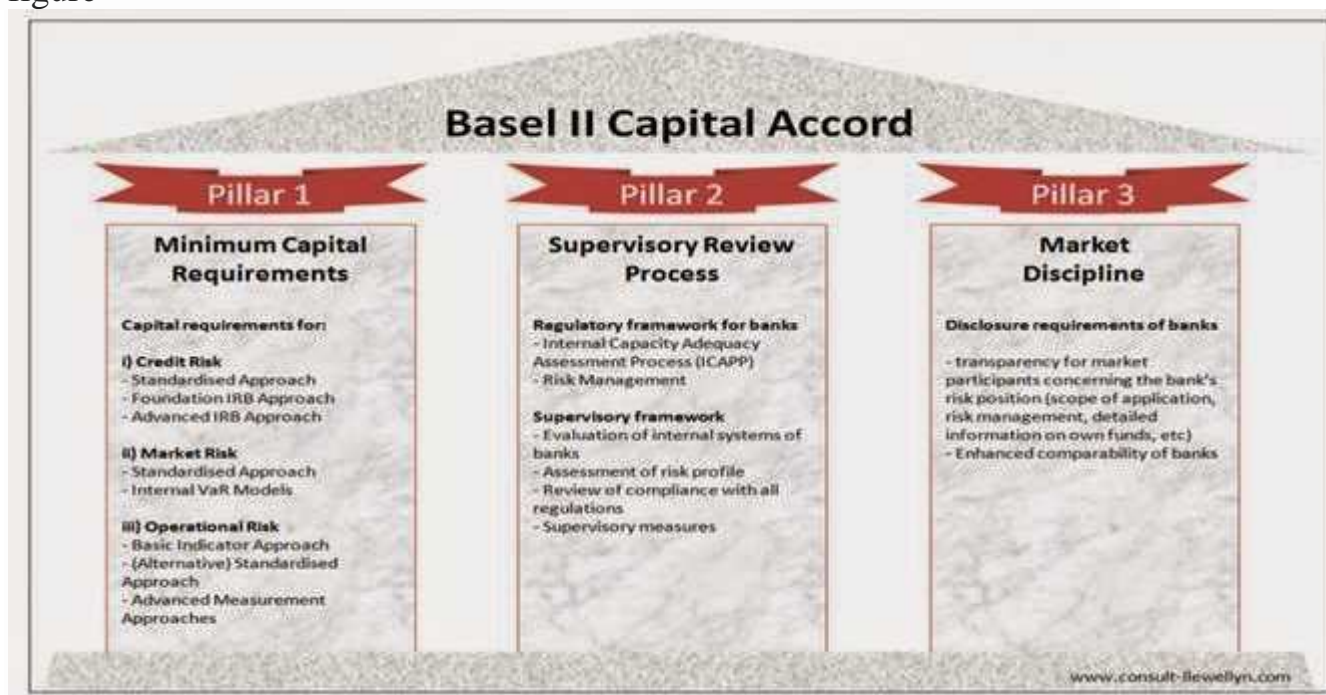 figure
Basel II Capital Accord
Pillar 1
Minimum Capital
Requirements
Capital requirements for:
i) Credit Risk
- Standardised Approach
- Foundation IRB Approach
- Advanced IRB Approach
ii) Market Risk
- Standardised Approach
- Internal VaR Models
iii) Operational Risk
- Basic Indicator Approach
- (Alternative) Standardised
Approach
- Advanced Measurement
Approaches
Pillar 2
Supervisory Review
Process
Regulatory framework for banks
- Internal Capacity Adequacy
Assessment Process (ICAPP)
- Risk Management
Supervisory framework
- Evaluation of internal systems of
banks
- Assessment of risk profile
- Review of compliance with all
regulations
- Supervisory measures
Pillar 3
Market
Discipline
Disclosure requirements of banks
- transparency for market
participants concerning the bank's
risk position (scope of application,
risk management, detailed
information on own funds, etc)
- Enhanced comparability of banks
www.consult-llewellyn.com